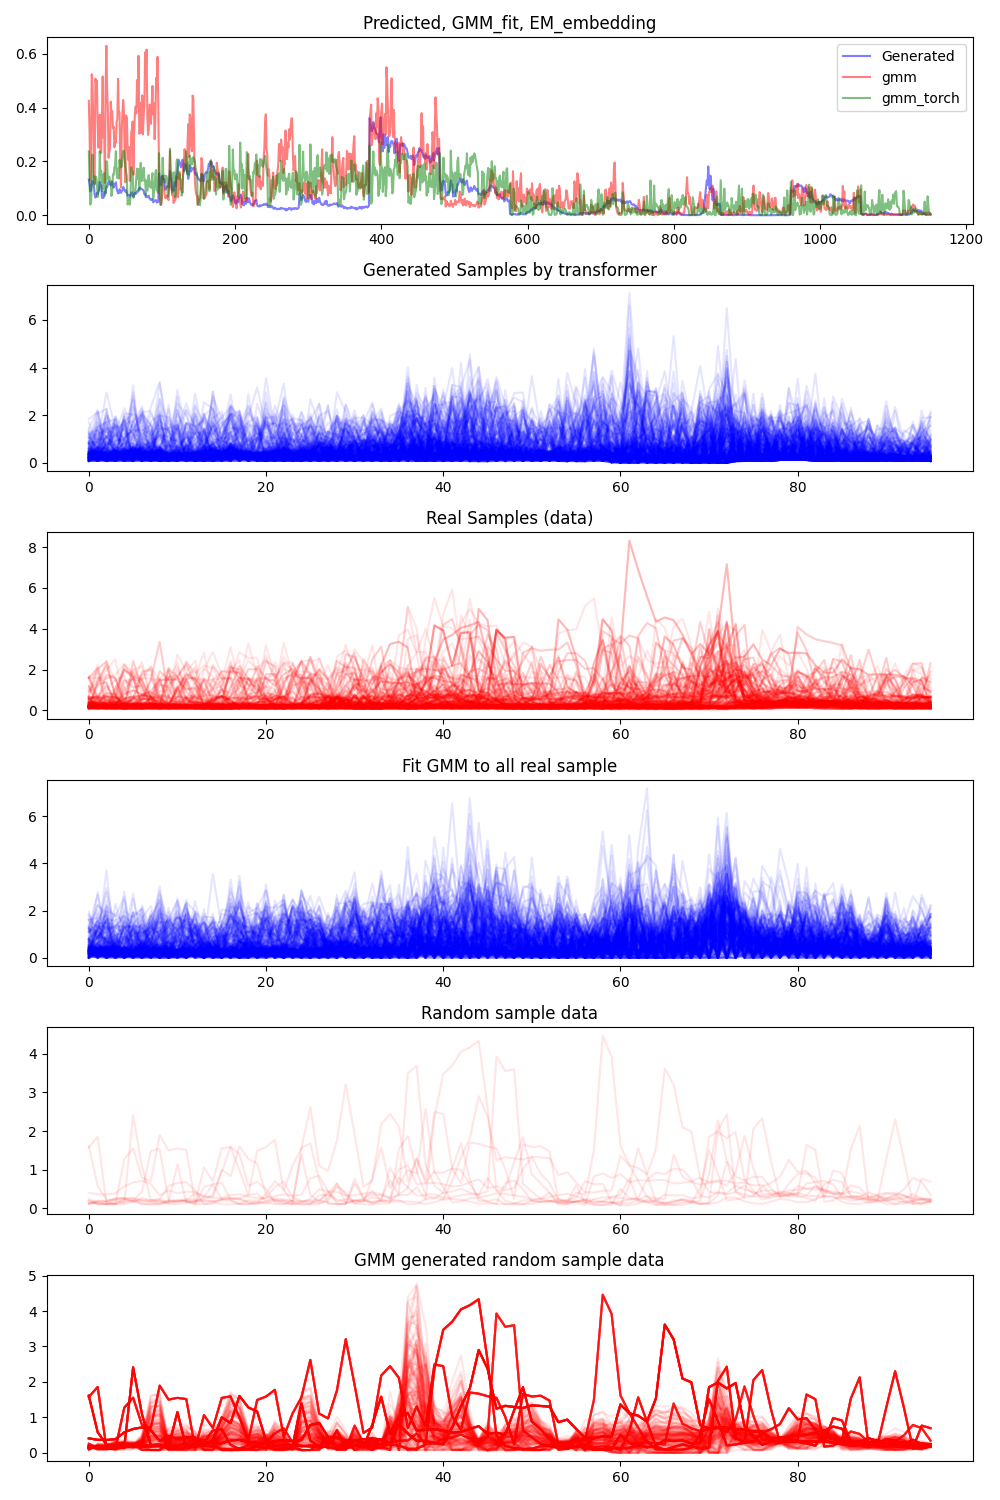 Predicted, GMM_fit, EM_embedding
0.6
0.4
0.2
0.0
Generated
gmm
gmm_torch
0 200 400 600 800 1000 1200
Generated Samples by transformer
6
4
2
0
0 20 40 60 80
Real Samples (data)
8
6
4
2
0
0 20 40 60 80
Fit GMM to all real sample
6
4
2
0
0 20 40 60 80
Random sample data
4
3
2
1
0
0 20 40 60 80
GMM generated random sample data
5
4
3
2
1
0
0 20 40 60 80